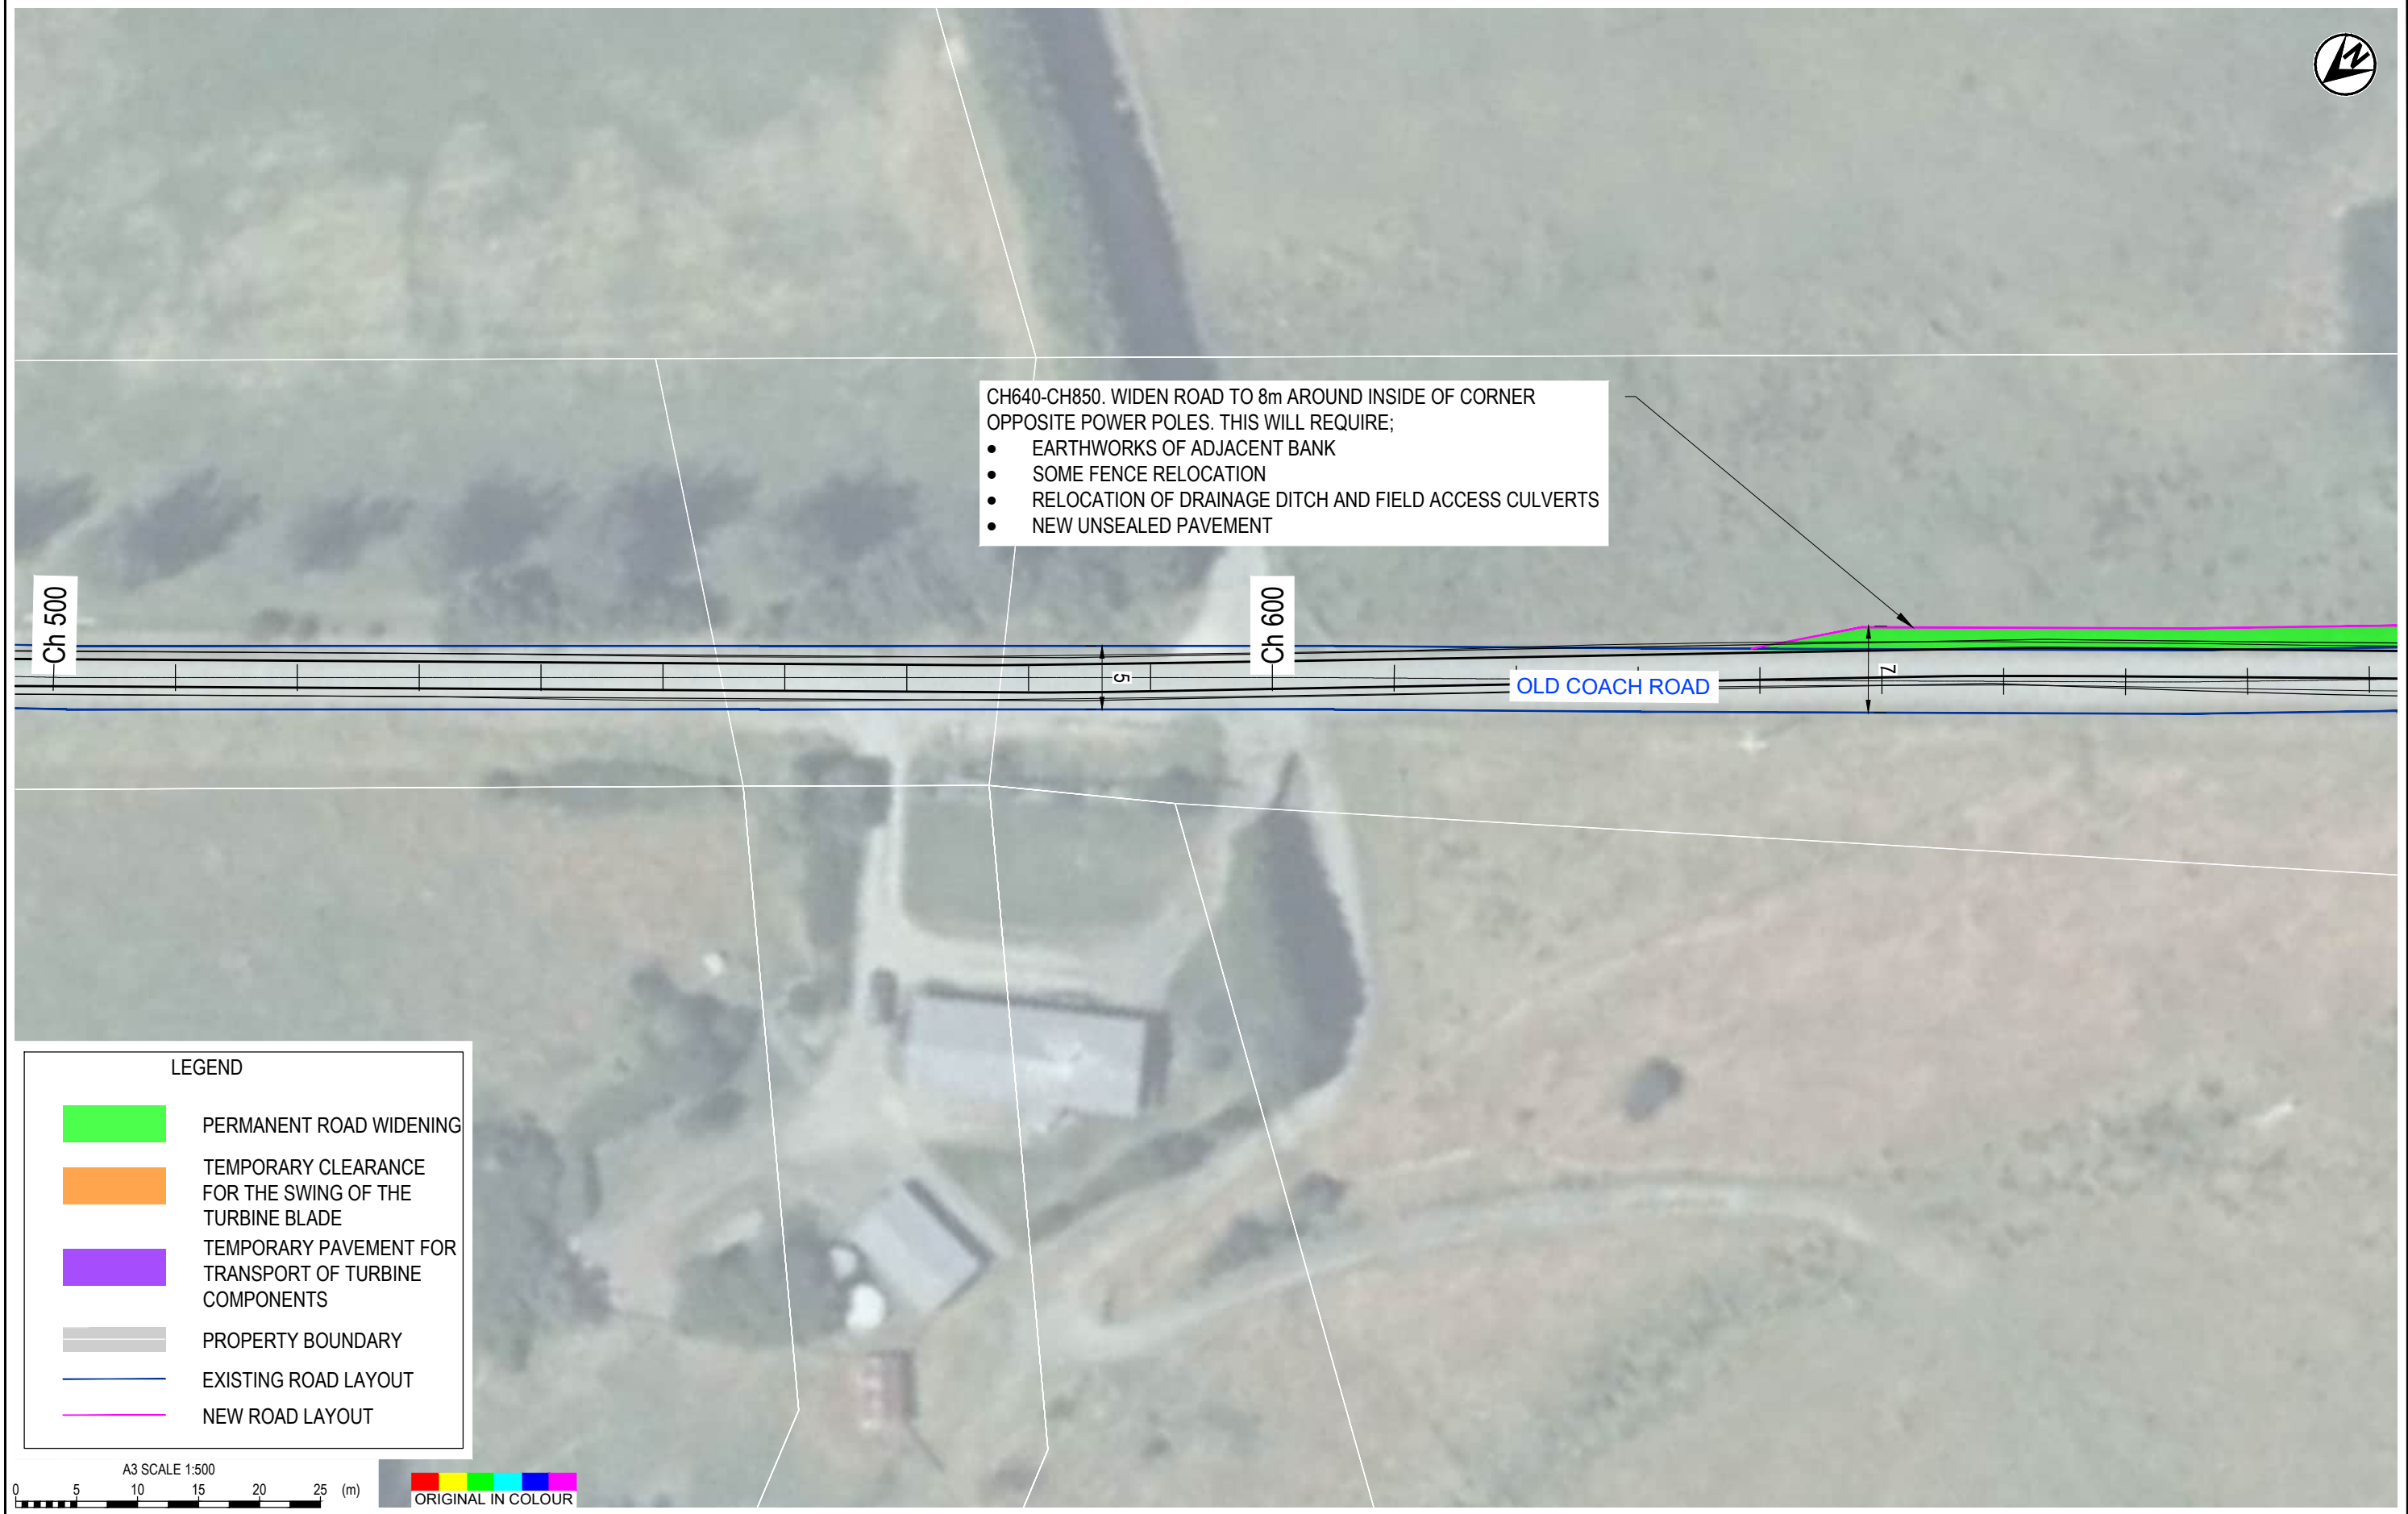 N
CH640-CH850. WIDEN ROAD TO 8m AROUND INSIDE OF CORNER
OPPOSITE POWER POLES. THIS WILL REQUIRE;
• EARTHWORKS OF ADJACENT BANK
• SOME FENCE RELOCATION
• RELOCATION OF DRAINAGE DITCH AND FIELD ACCESS CULVERTS
• NEW UNSEALED PAVEMENT
Ch 500
Ch 600
5
OLD COACH ROAD
7
LEGEND
PERMANENT ROAD WIDENING
TEMPORARY CLEARANCE
FOR THE SWING OF THE
TURBINE BLADE
TEMPORARY PAVEMENT FOR
TRANSPORT OF TURBINE
COMPONENTS
PROPERTY BOUNDARY
EXISTING ROAD LAYOUT
NEW ROAD LAYOUT
A3 SCALE 1:500
0 5 10 15 20 25 (m)
ORIGINAL IN COLOUR